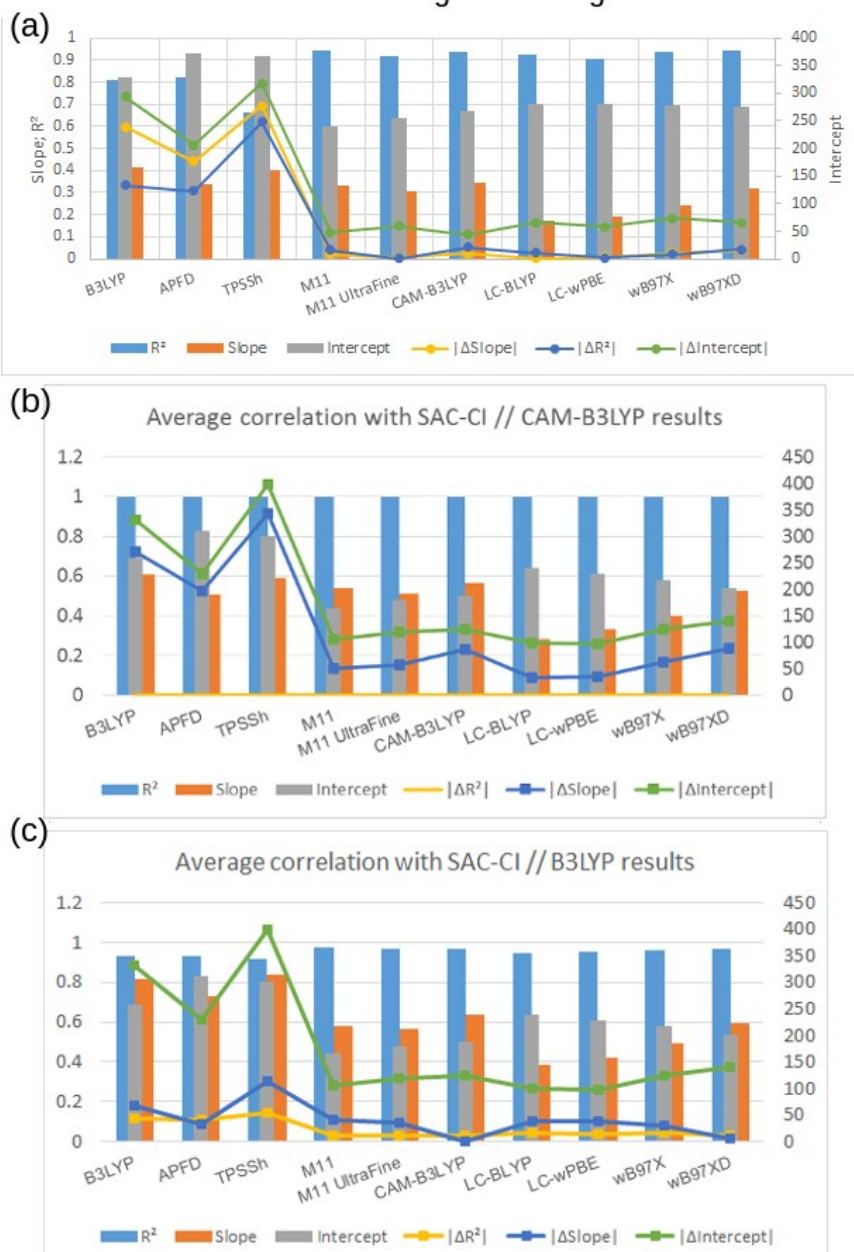 (a)
1
0.9
0.8
0.7
0.6
0.5
0.4
0.3
0.2
0.1
0
Slope; R²
400
350
300
250
200
150
100
50
0
Intercept
B3LYP
APFD
TPSSh
M11
M11 UltraFine
CAM-B3LYP
LC-BLYP
LC-wPBE
wB97X
wB97XD
R² Slope Intercept |ΔSlope| |ΔR²| |ΔIntercept|
(b)
Average correlation with SAC-CI // CAM-B3LYP results
1.2
1
0.8
0.6
0.4
0.2
0
450
400
350
300
250
200
150
100
50
0
B3LYP
APFD
TPSSh
M11
M11 UltraFine
CAM-B3LYP
LC-BLYP
LC-wPBE
wB97X
wB97XD
R² Slope Intercept |ΔR²| |ΔSlope| |ΔIntercept|
(c)
Average correlation with SAC-CI // B3LYP results
1.2
1
0.8
0.6
0.4
0.2
0
450
400
350
300
250
200
150
100
50
0
B3LYP
APFD
TPSSh
M11
M11 UltraFine
CAM-B3LYP
LC-BLYP
LC-wPBE
wB97X
wB97XD
R² Slope Intercept |ΔR²| |ΔSlope| |ΔIntercept|